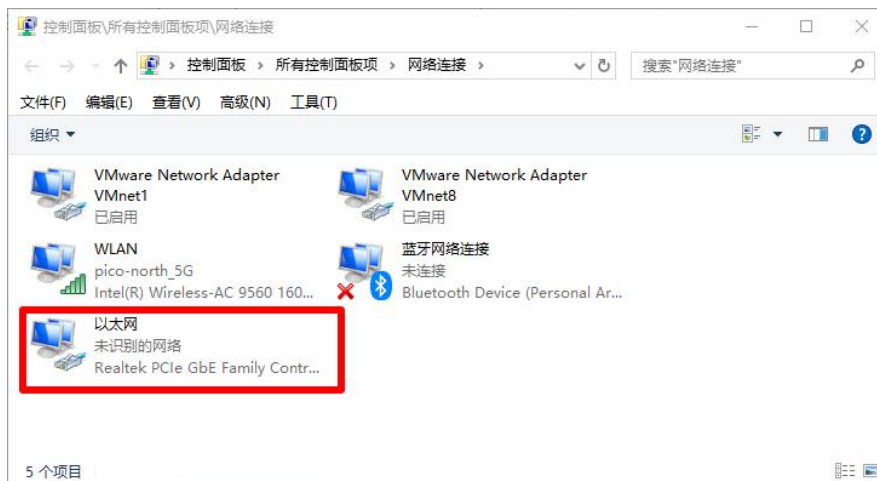 控制面板\所有控制面板项\网络连接
控制面板 › 所有控制面板项 › 网络连接 ›
搜索"网络连接"
文件(F) 编辑(E) 查看(V) 高级(N) 工具(T)
组织
VMware Network Adapter
VMnet1
已启用
VMware Network Adapter
VMnet8
已启用
WLAN
pico-north_5G
Intel(R) Wireless-AC 9560 160...
蓝牙网络连接
未连接
Bluetooth Device (Personal Ar...
以太网
未识别的网络
Realtek PCIe GbE Family Contr...
5 个项目